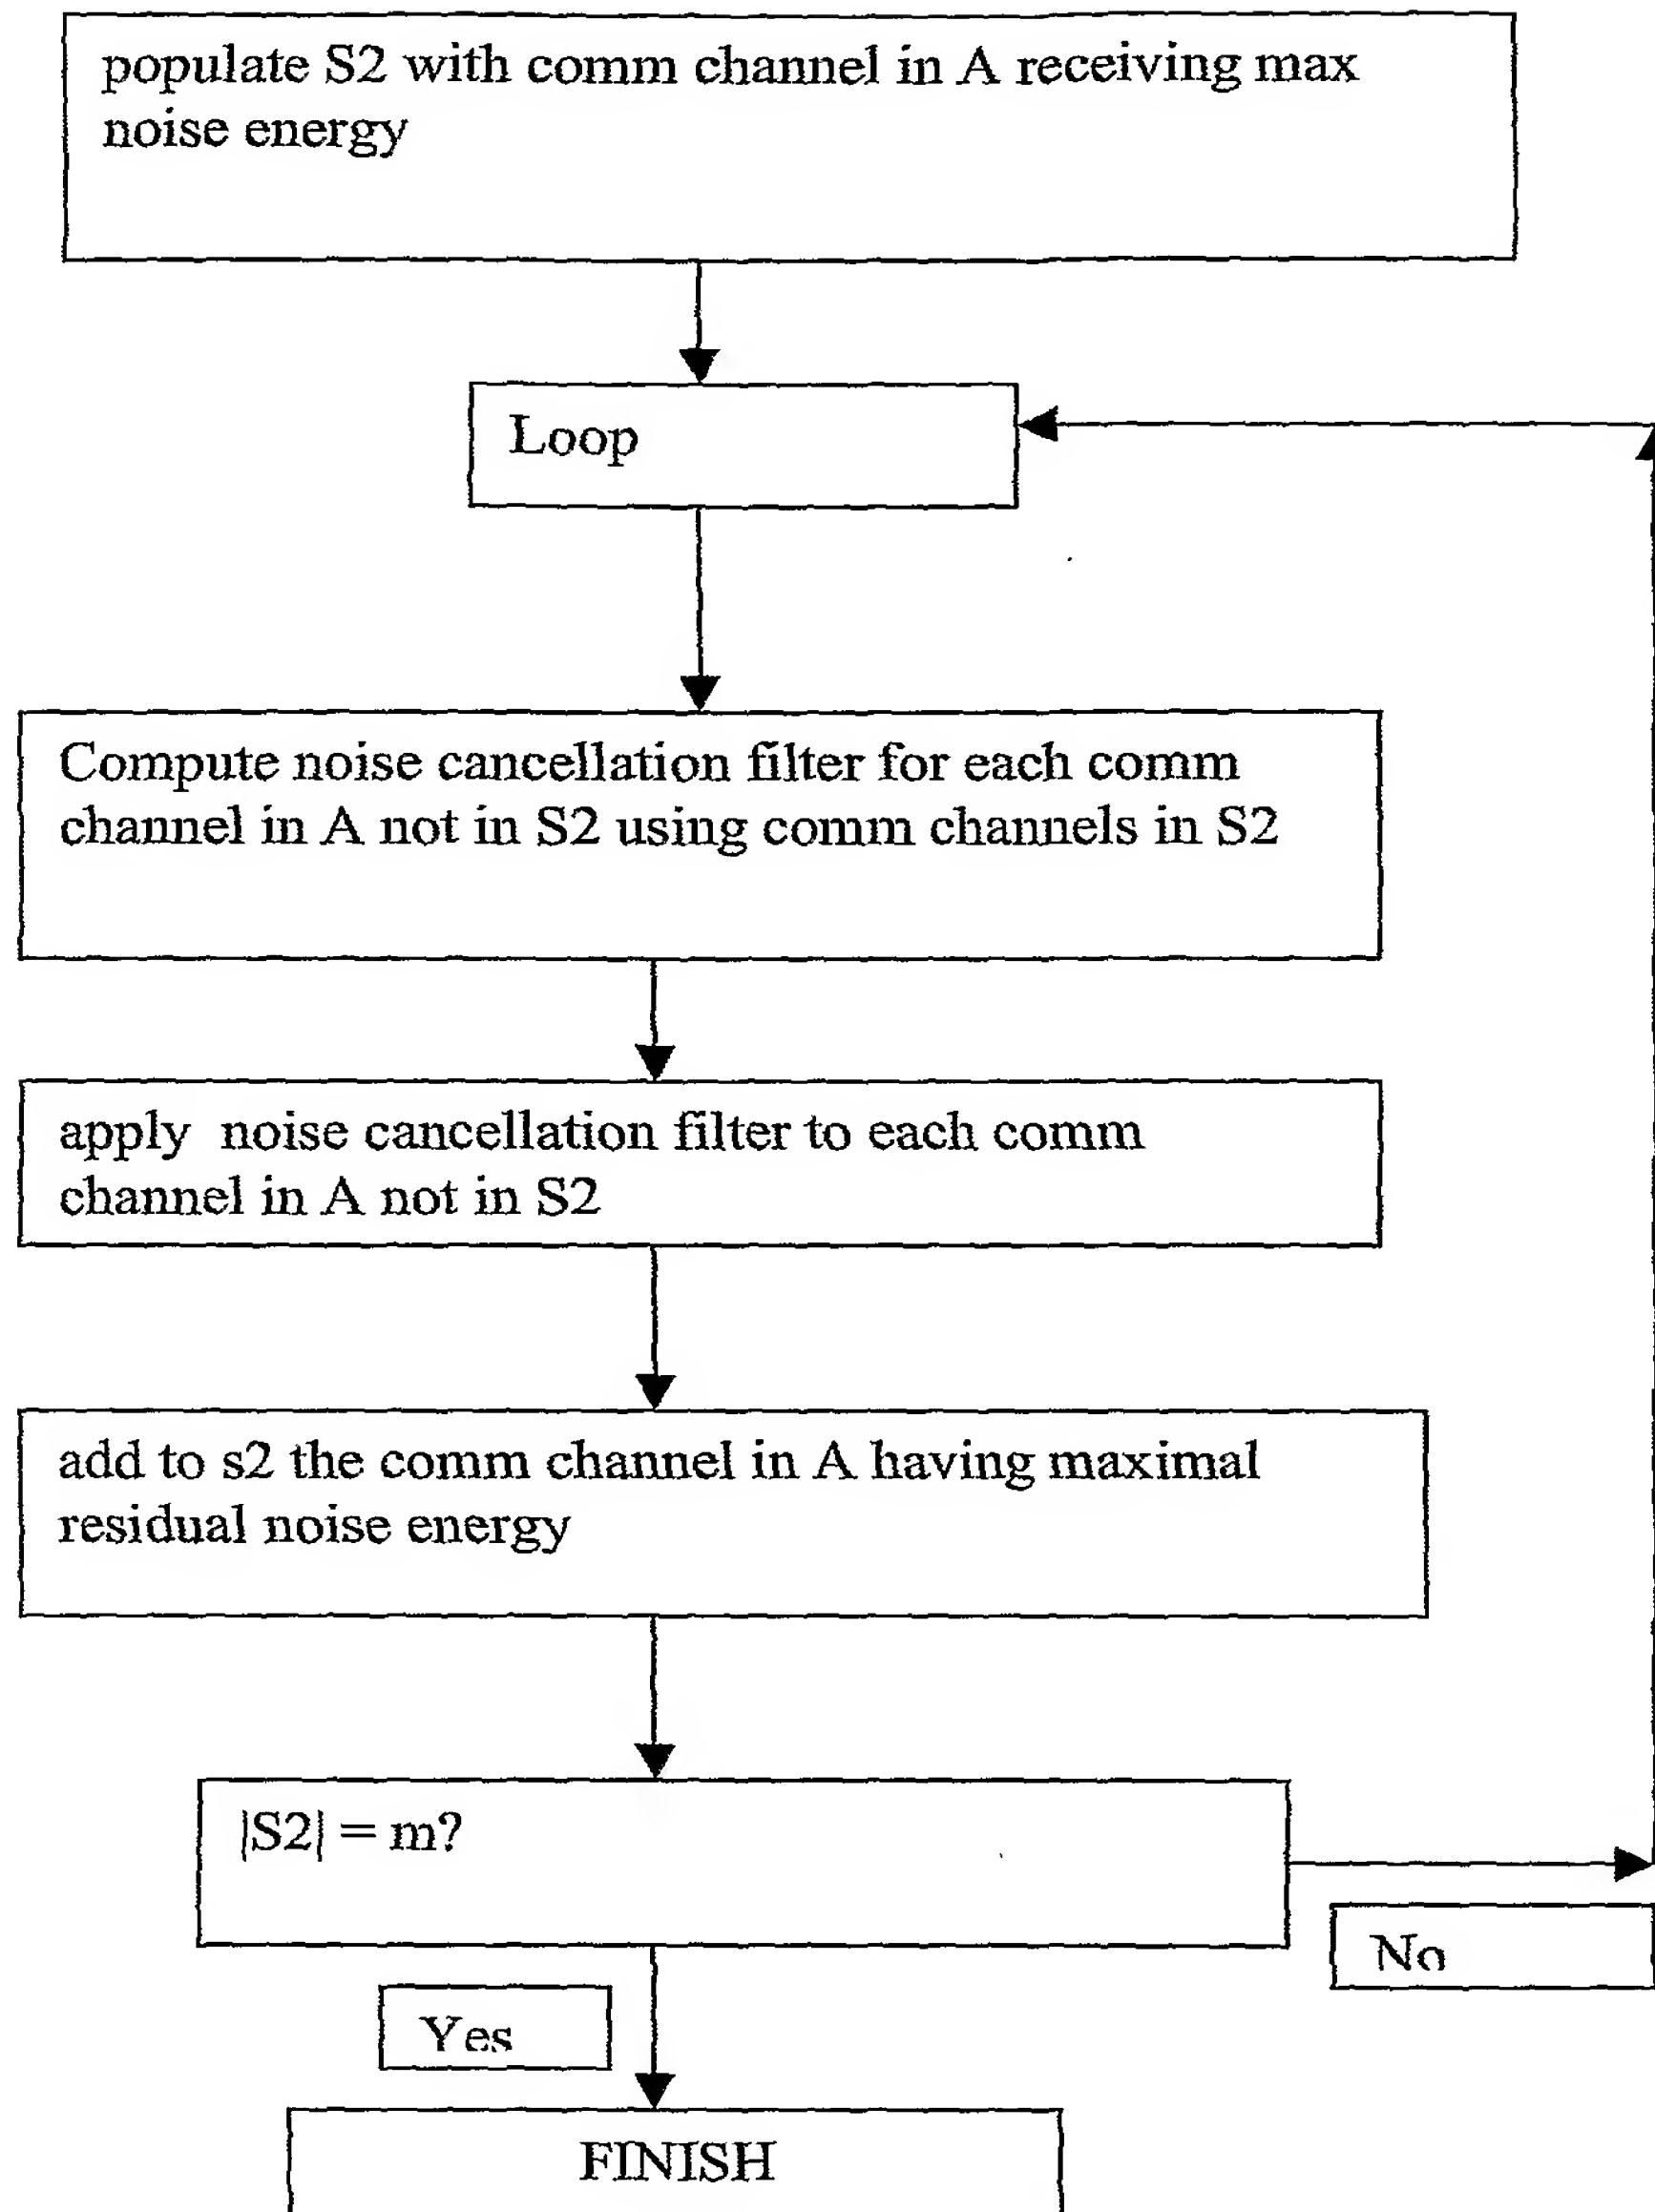 populate S2 with comm channel in A receiving max
noise energy
Loop
Compute noise cancellation filter for each comm
channel in A not in S2 using comm channels in S2
apply noise cancellation filter to each comm
channel in A not in S2
add to s2 the comm channel in A having maximal
residual noise energy
|S2| = m?
No
Yes
FINISH